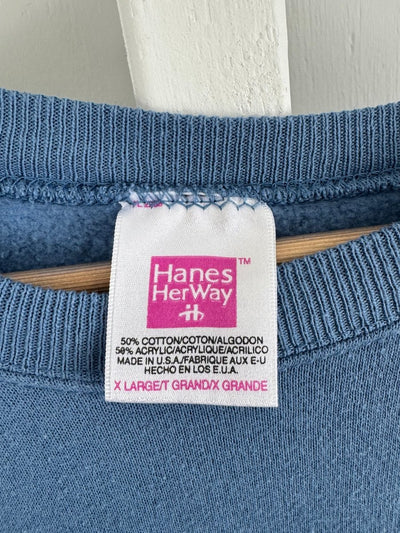 Hanes
HerWay
TM
50% COTTON/COTON/ALGODON
50% ACRYLIC/ACRYLIQUE/ACRILICO
MADE IN U.S.A./FABRIQUE AUX E-U
HECHO EN LOS E.U.A.
X LARGE/T GRAND/X GRANDE